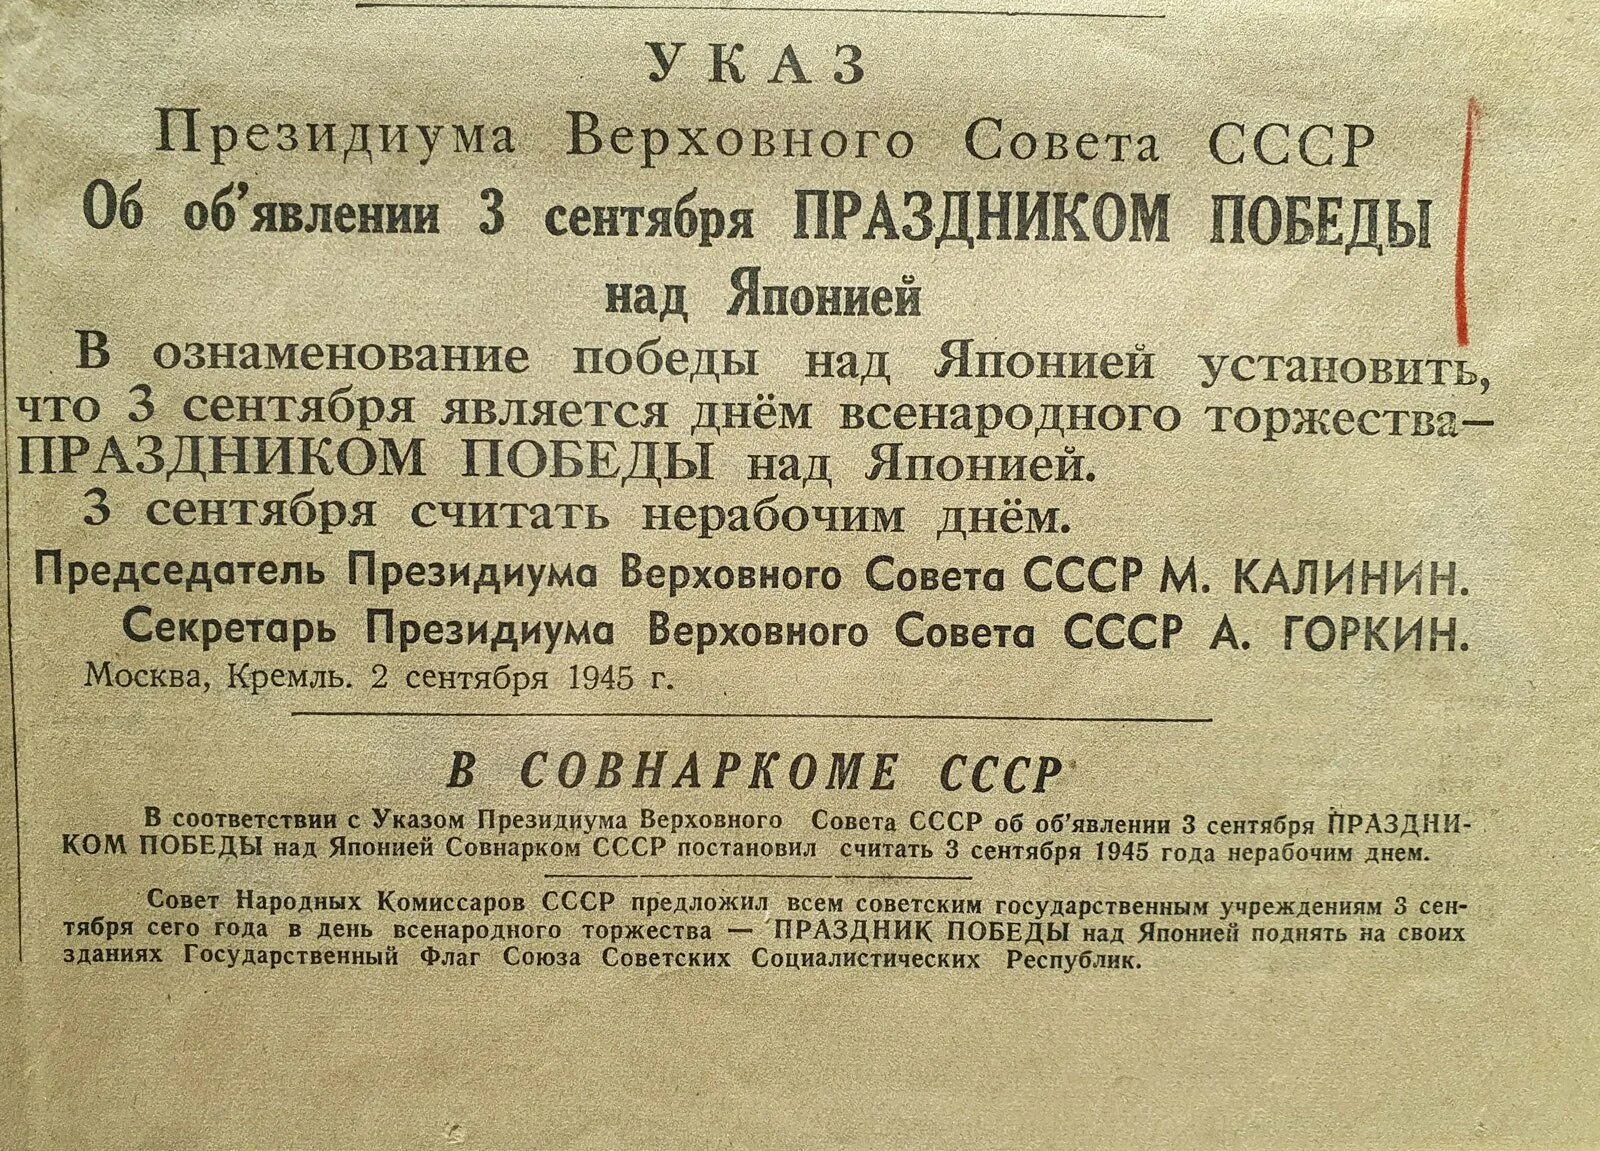 УКАЗ
Президиума Верховного Совета СССР
Об об'явлении 3 сентября ПРАЗДНИКОМ ПОБЕДЫ
над Японией
В ознаменование победы над Японией установить,
что 3 сентября является днём всенародного торжества—
ПРАЗДНИКОМ ПОБЕДЫ над Японией.
3 сентября считать нерабочим днём.
Председатель Президиума Верховного Совета СССР М. КАЛИНИН.
Секретарь Президиума Верховного Совета СССР А. ГОРКИН.
Москва, Кремль. 2 сентября 1945 г.
В СОВНАРКОМЕ СССР
В соответствии с Указом Президиума Верховного Совета СССР об об'явлении 3 сентября ПРАЗДНИ-
КОМ ПОБЕДЫ над Японией Совнарком СССР постановил считать 3 сентября 1945 года нерабочим днем.
Совет Народных Комиссаров СССР предложил всем советским государственным учреждениям 3 сен-
тября сего года в день всенародного торжества — ПРАЗДНИК ПОБЕДЫ над Японией поднять на своих
зданиях Государственный Флаг Союза Советских Социалистических Республик.